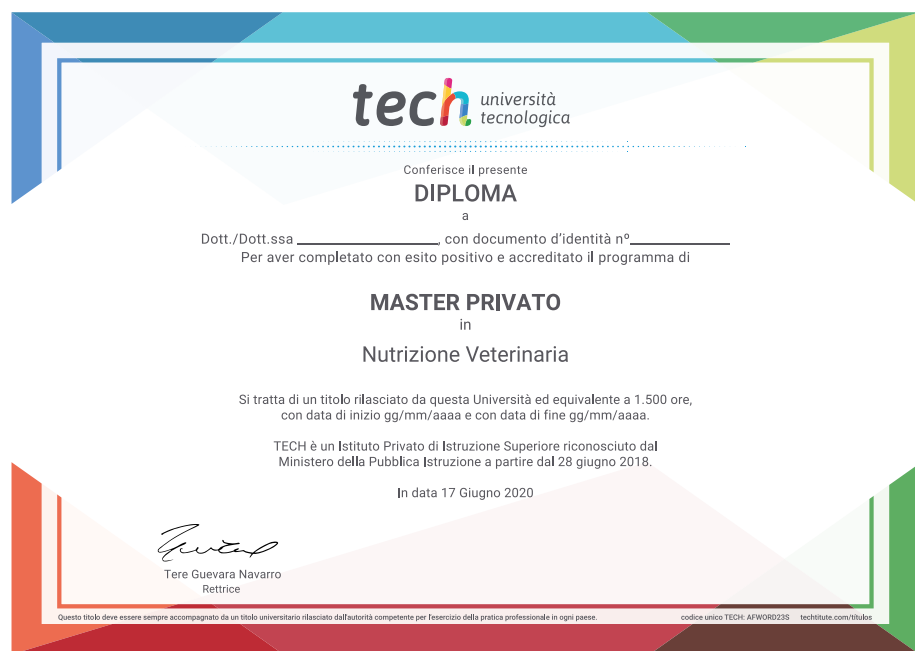 tech università
tecnologica
Conferisce il presente
DIPLOMA
a
Dott./Dott.ssa ____________________, con documento d'identità nº______________
Per aver completato con esito positivo e accreditato il programma di
MASTER PRIVATO
in
Nutrizione Veterinaria
Si tratta di un titolo rilasciato da questa Università ed equivalente a 1.500 ore,
con data di inizio gg/mm/aaaa e con data di fine gg/mm/aaaa.
TECH è un Istituto Privato di Istruzione Superiore riconosciuto dal
Ministero della Pubblica Istruzione a partire dal 28 giugno 2018.
In data 17 Giugno 2020
Tere Guevara Navarro
Rettrice
Questo titolo deve essere sempre accompagnato da un titolo universitario rilasciato dall'autorità competente per l'esercizio della pratica professionale in ogni paese. codice unico TECH: AFWORD23S techtitute.com/títulos